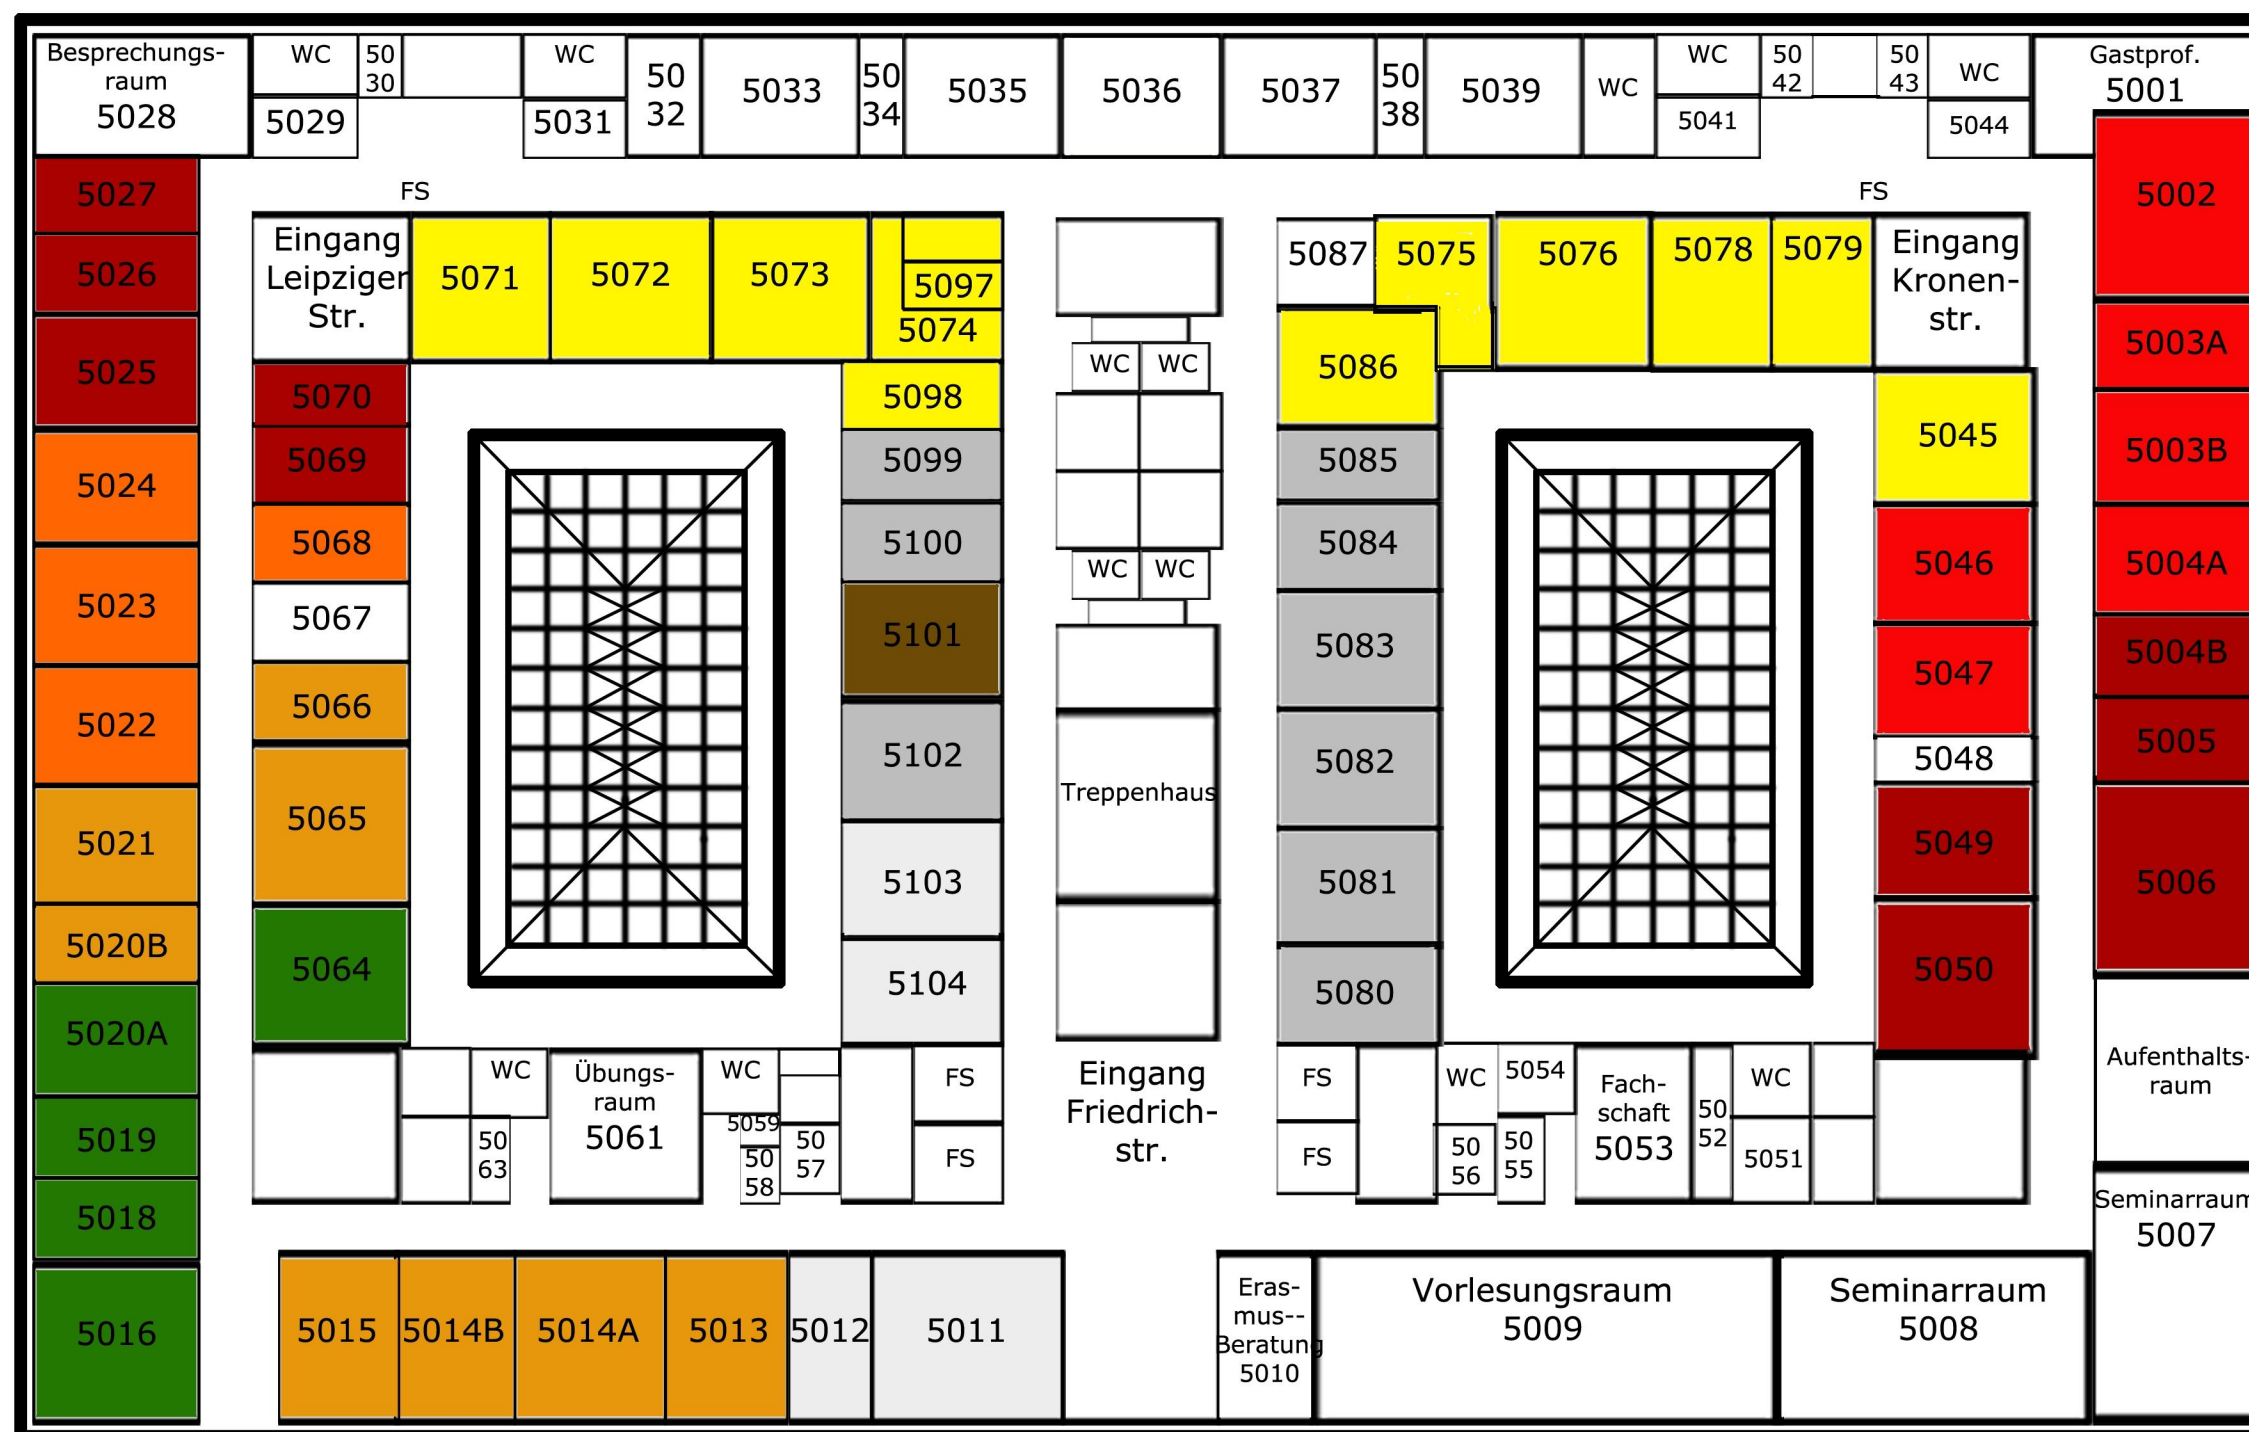 Besprechungs-
raum
5028
WC
50
30
WC
50
32
5033
50
34
5035
5036
5037
50
38
5039
WC
WC
50
42
50
43
WC
Gastprof.
5001
5029
5031
5041
5044
FS
FS
5027
5026
5025
5024
5023
5022
5021
5020B
5020A
5019
5018
5016
Eingang
Leipziger
Str.
5071
5072
5073
5097
5074
5070
5069
5068
5067
5066
5065
5064
5098
5099
5100
5101
5102
5103
5104
WC
WC
WC
WC
Treppenhaus
5087
5075
5076
5078
5079
Eingang
Kronen-
str.
5086
5085
5084
5083
5082
5081
5080
5045
5046
5047
5048
5049
5050
5002
5003A
5003B
5004A
5004B
5005
5006
Aufenthalts-
raum
Seminarraum
5007
WC
50
63
Übungs-
raum
5061
WC
5059
50
58
50
57
FS
FS
Eingang
Friedrich-
str.
FS
FS
WC
50
56
5054
50
55
Fach-
schaft
5053
50
52
WC
5051
5015
5014B
5014A
5013
5012
5011
Eras-
mus--
Beratung
5010
Vorlesungsraum
5009
Seminarraum
5008